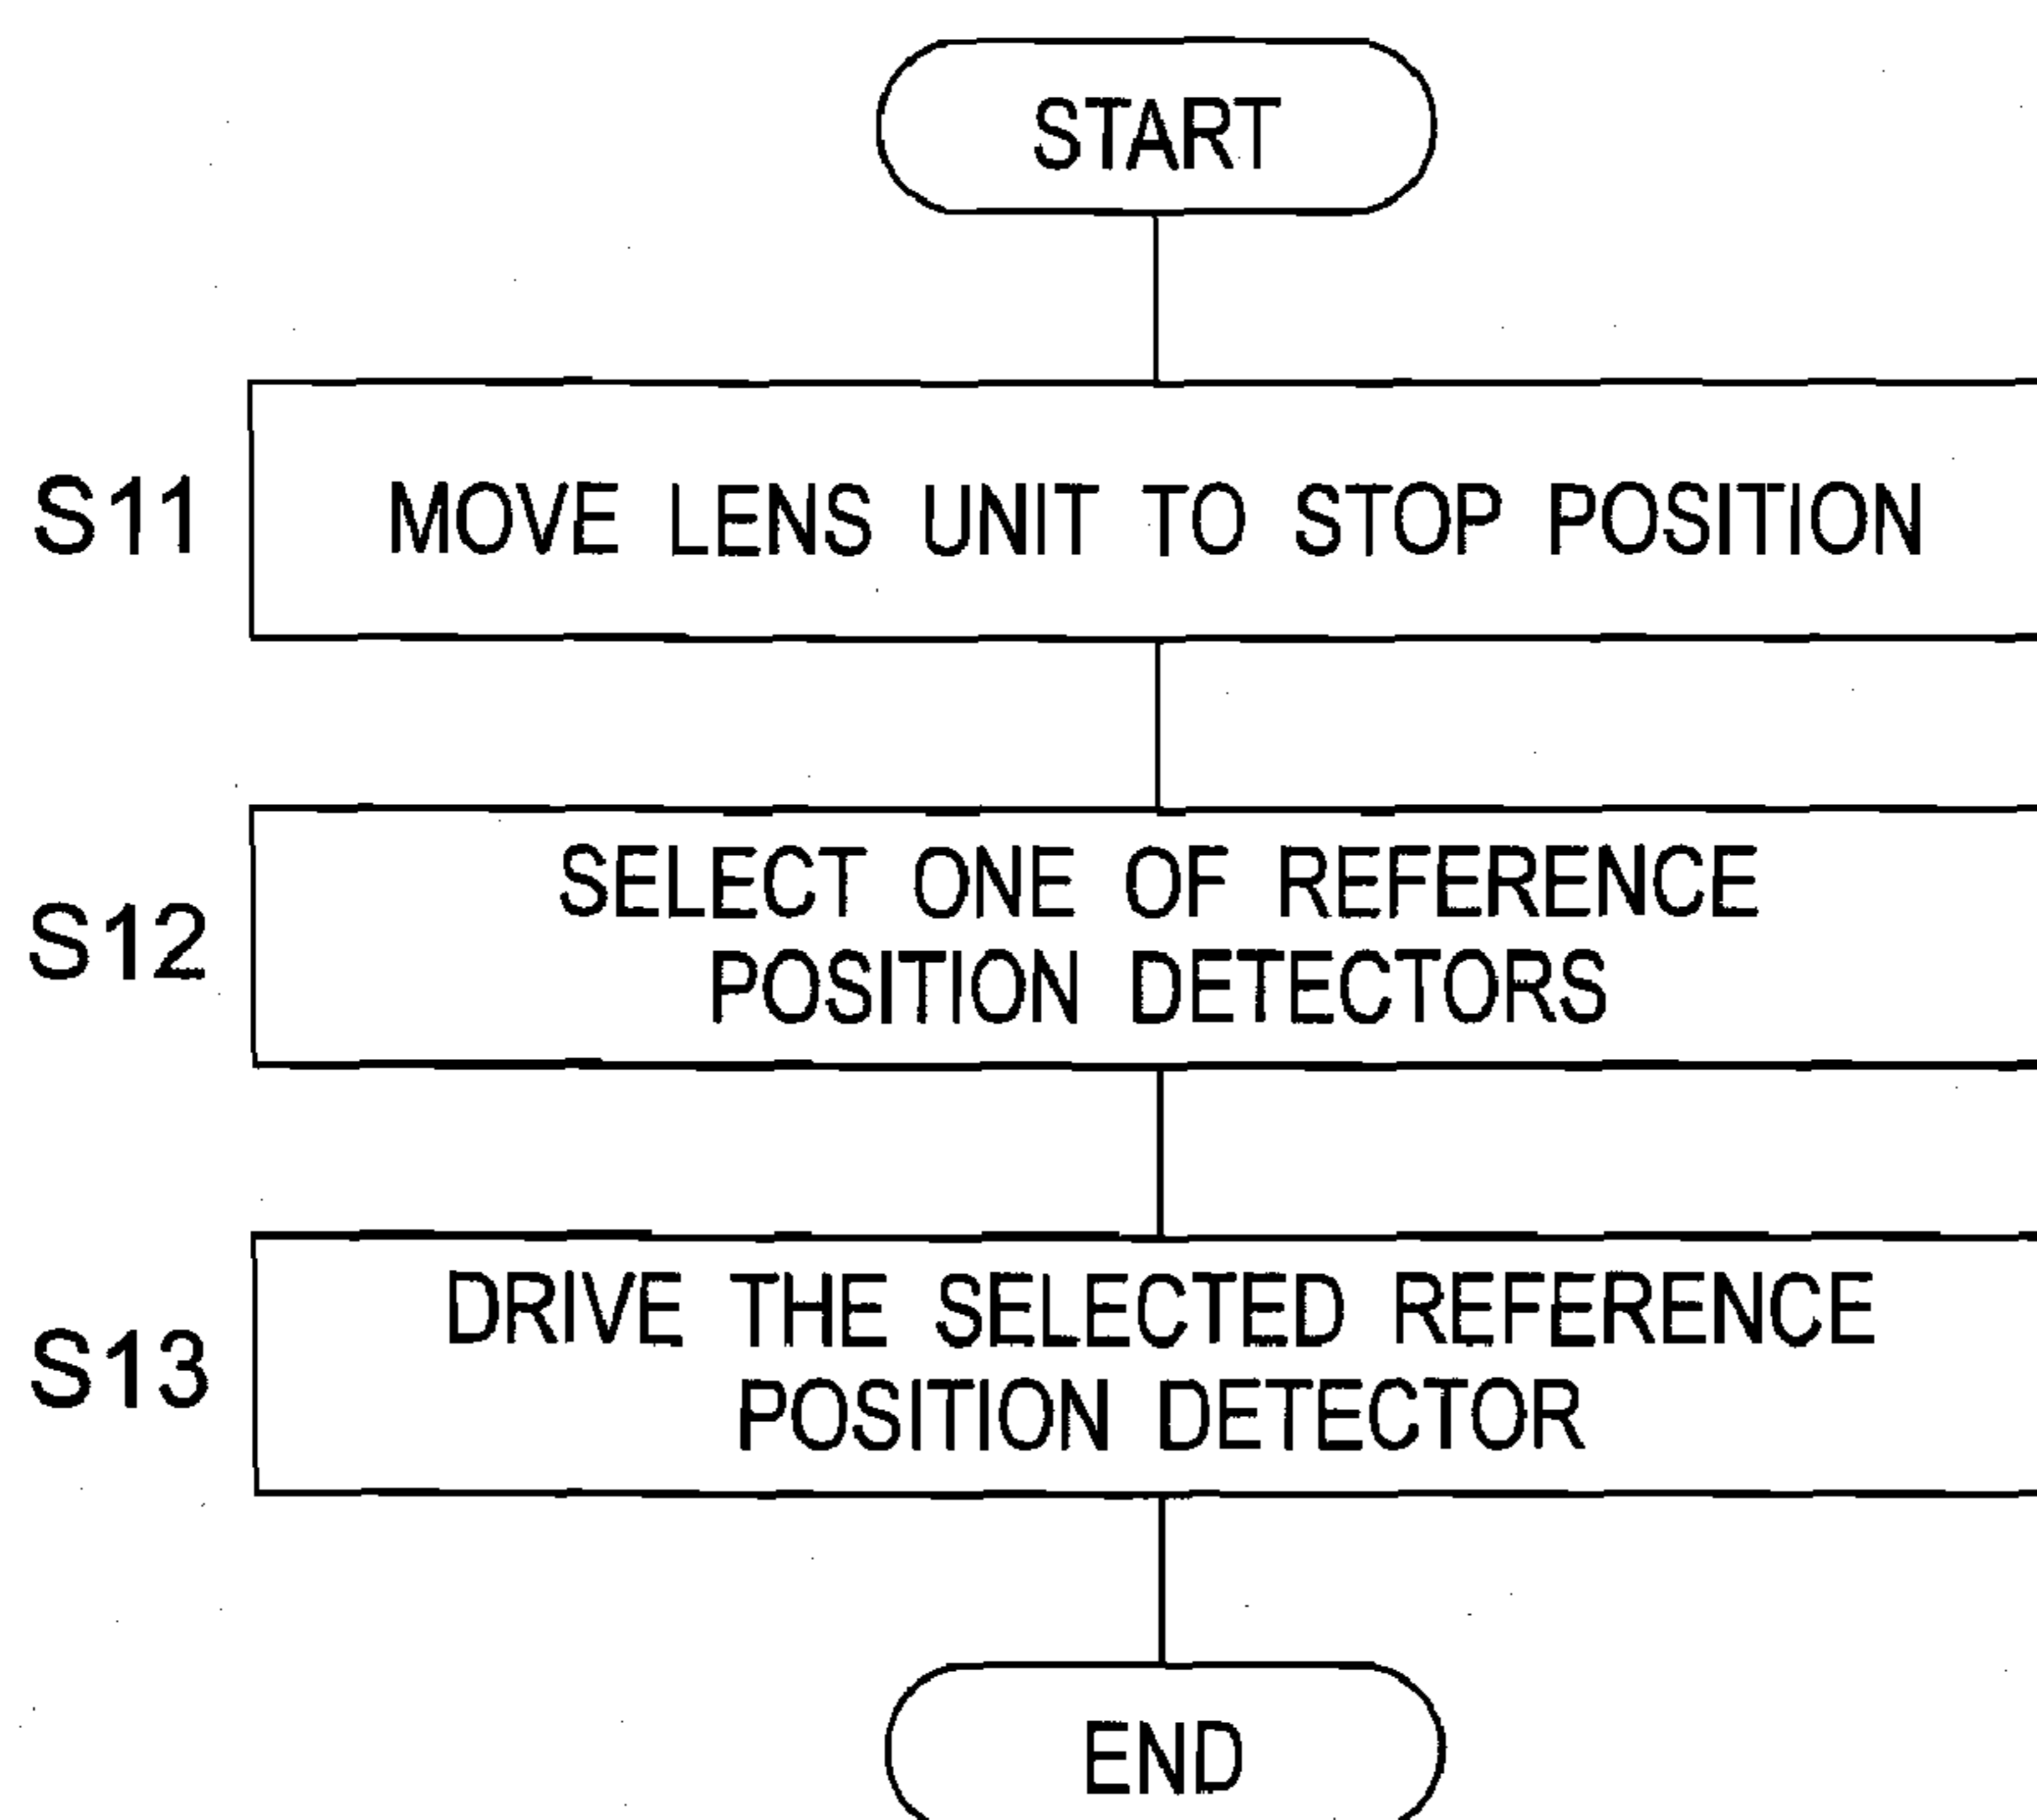 START
S11
MOVE LENS UNIT TO STOP POSITION
S12
SELECT ONE OF REFERENCE
POSITION DETECTORS
S13
DRIVE THE SELECTED REFERENCE
POSITION DETECTOR
END